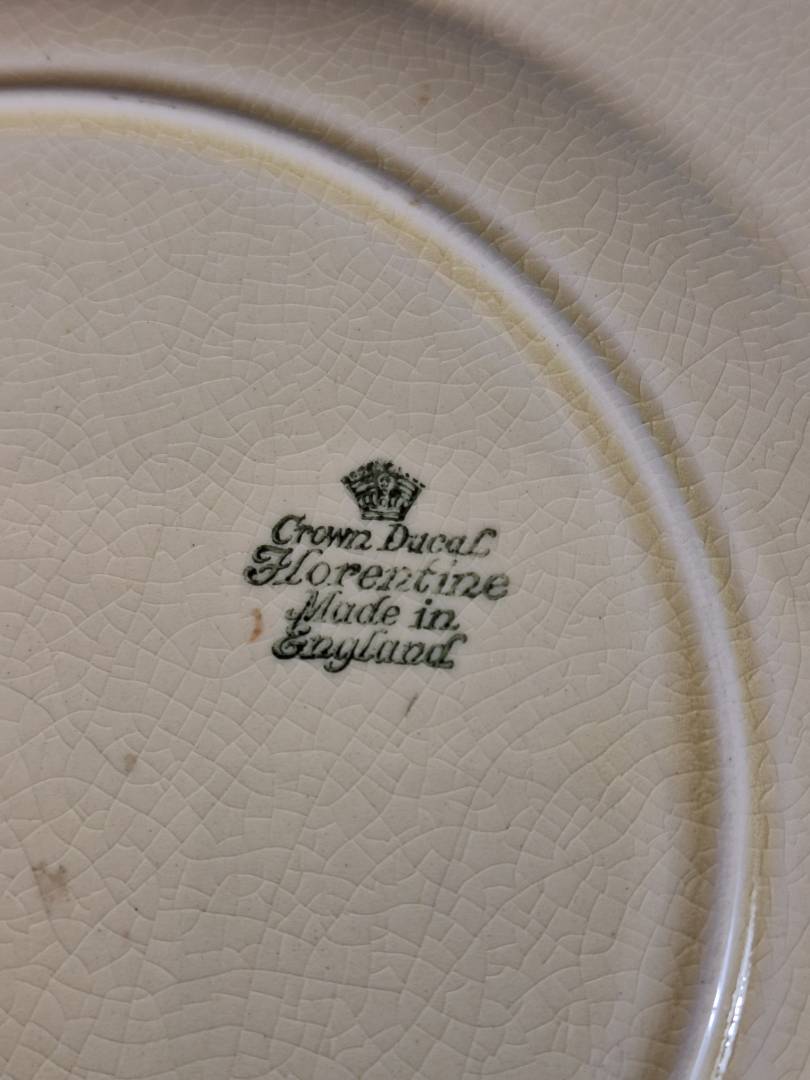 Crown Ducal
Florentine
Made in
England